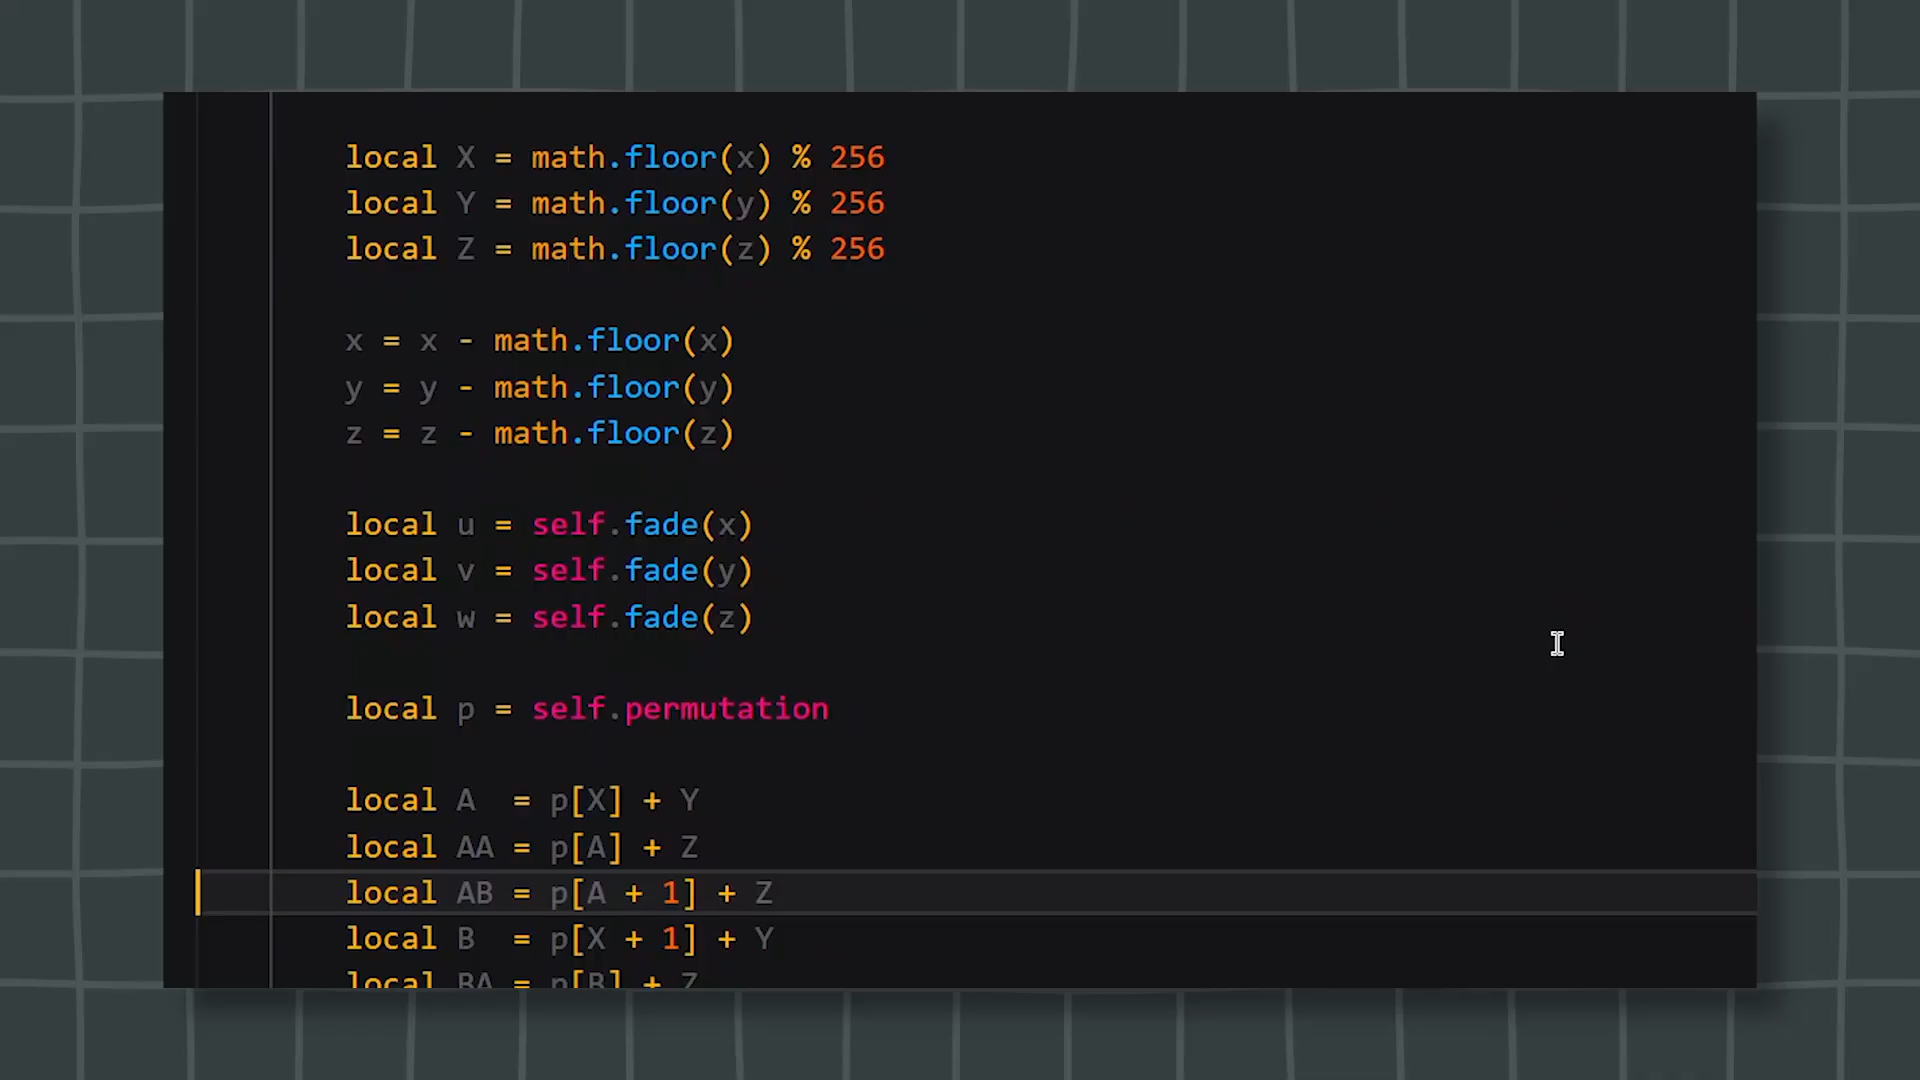 local X = math.floor(x) % 256
local Y = math.floor(y) % 256
local Z = math.floor(z) % 256
x = x - math.floor(x)
y = y - math.floor(y)
z = z - math.floor(z)
local u = self.fade(x)
local v = self.fade(y)
local w = self.fade(z)
local p = self.permutation
local A  = p[X] + Y
local AA = p[A] + Z
local AB = p[A + 1] + Z
local B  = p[X + 1] + Y
local BA = p[B] + Z